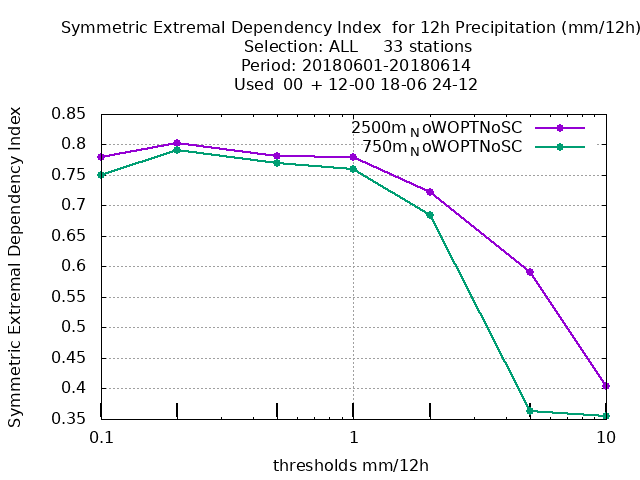 Symmetric Extremal Dependency Index  for 12h Precipitation (mm/12h)
Selection: ALL     33 stations
Period: 20180601-20180614
Used  00  + 12-00 18-06 24-12
Symmetric Extremal Dependency Index
0.85
0.8
0.75
0.7
0.65
0.6
0.55
0.5
0.45
0.4
0.35
2500m_NoWOPTNoSC
750m_NoWOPTNoSC
0.1
1
10
thresholds mm/12h